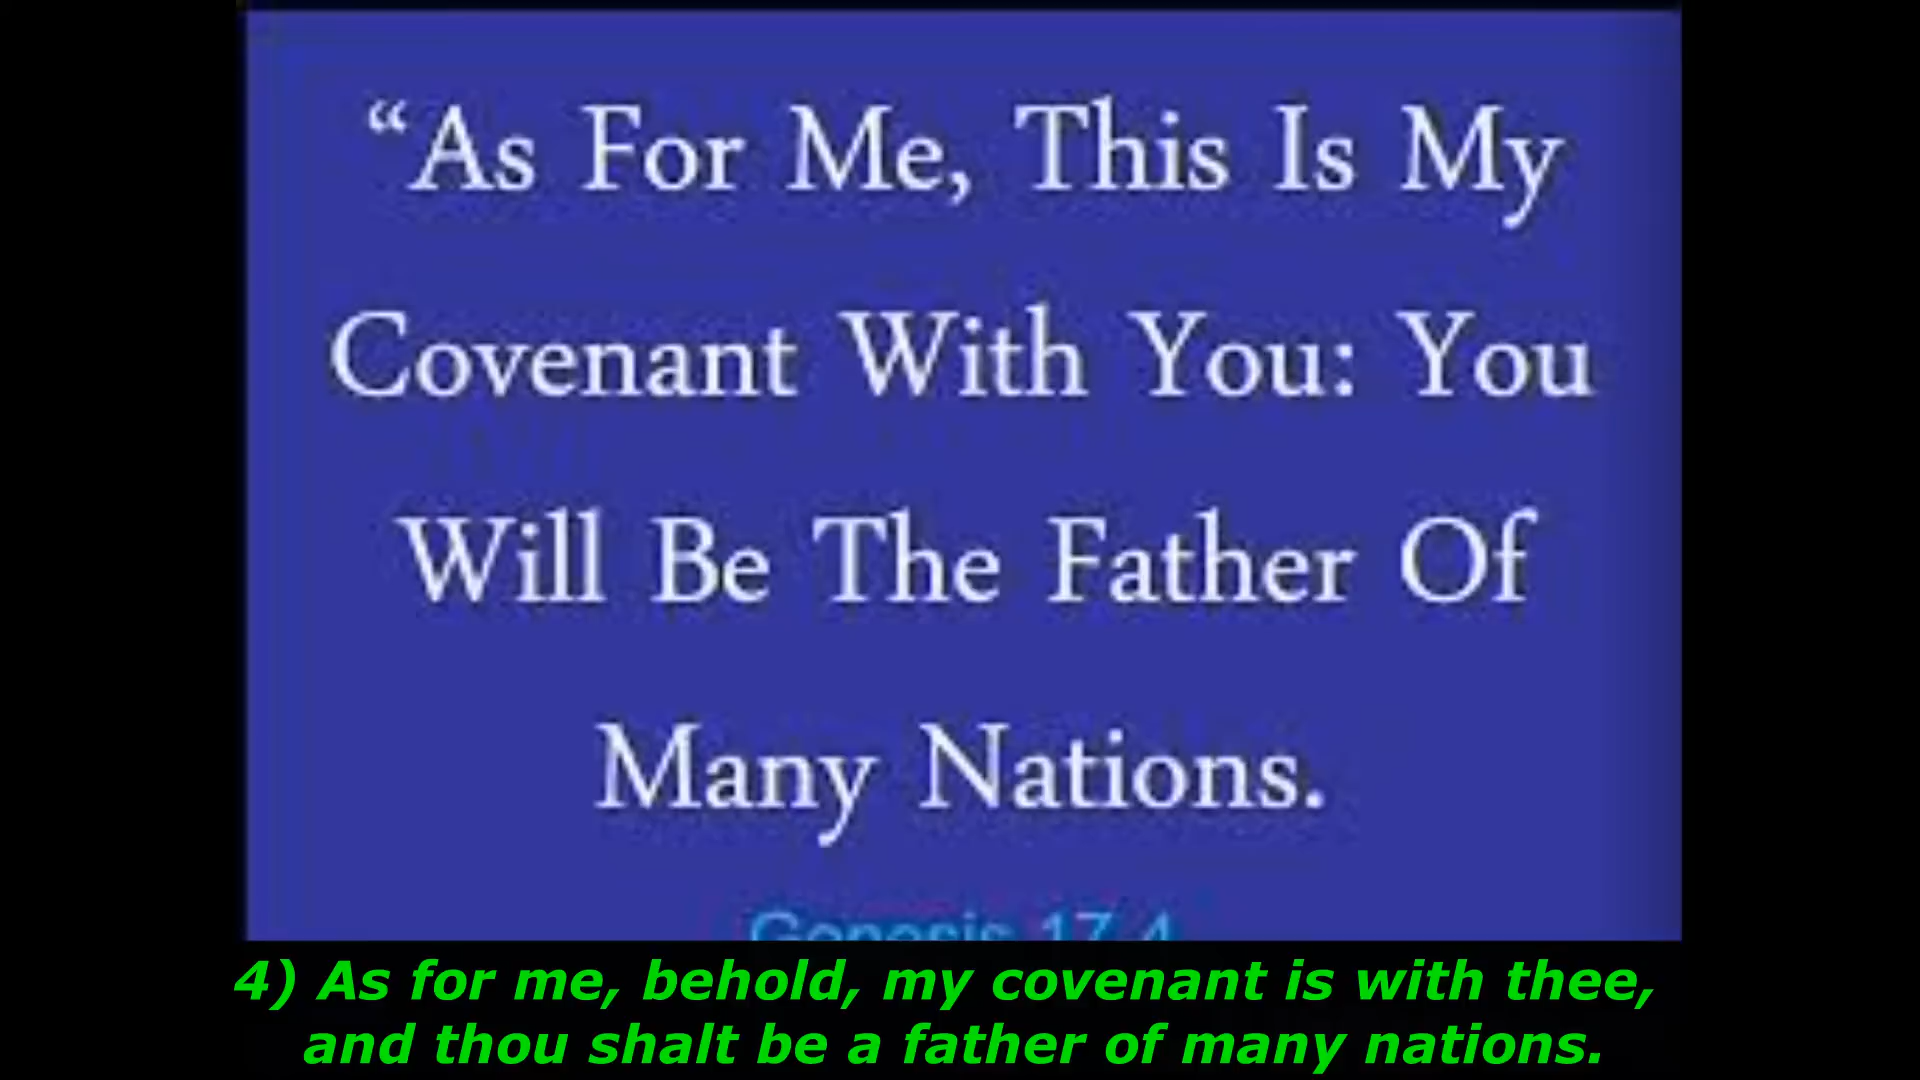 “As For Me, This Is My
Covenant With You: You
Will Be The Father Of
Many Nations.
Genesis 17.4
4) As for me, behold, my covenant is with thee,
and thou shalt be a father of many nations.